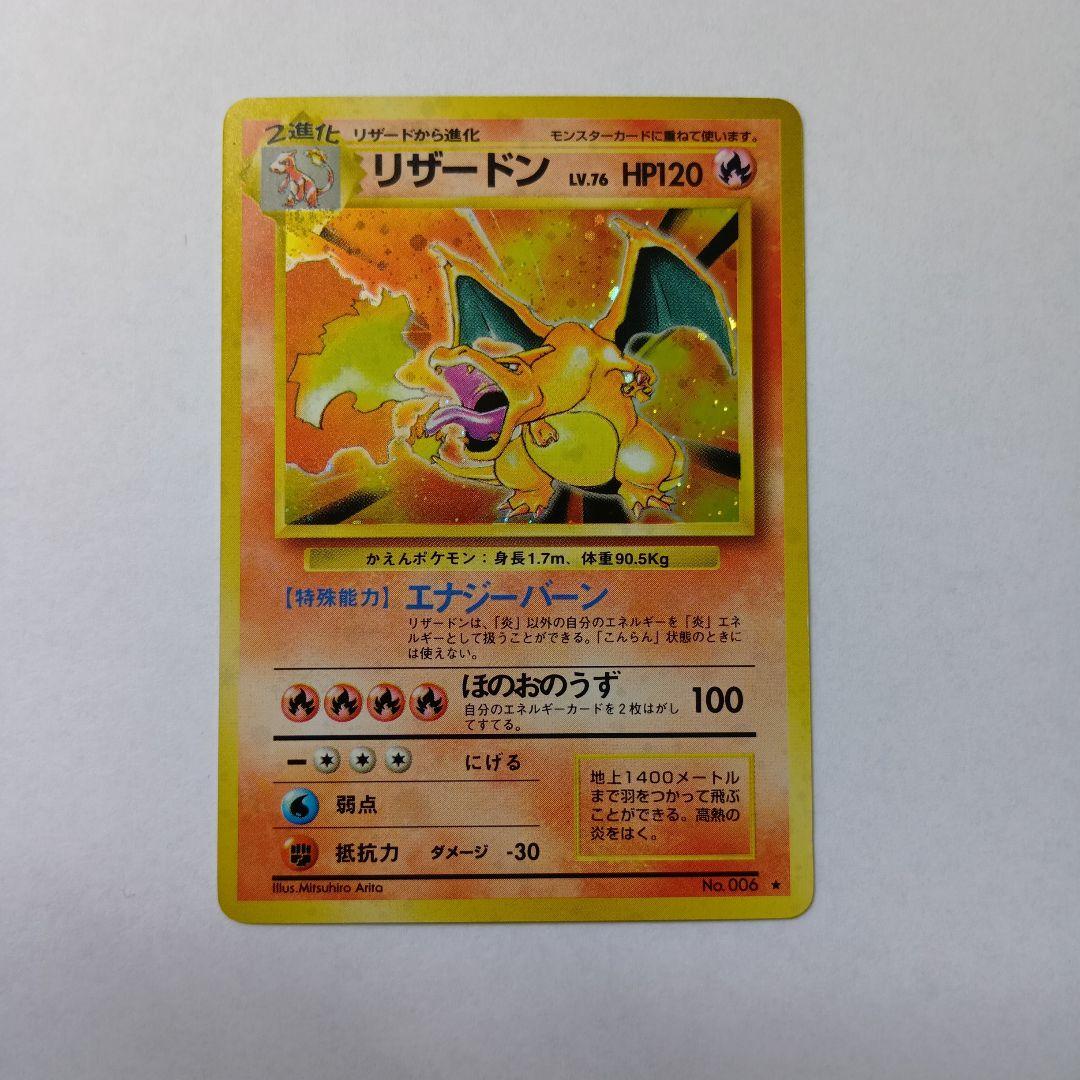 2進化 リザードから進化 モンスターカードに重ねて使います。
リザードン LV.76 HP120
かえんポケモン：身長1.7m、体重90.5Kg
【特殊能力】エナジーバーン
リザードンは、「炎」以外の自分のエネルギーを「炎」エネ
ルギーとして扱うことができる。「こんらん」状態のときに
は使えない。
ほのおのうず 100
自分のエネルギーカードを２枚はがし
てすてる。
にげる
弱点
抵抗力 ダメージ -30
地上1400メートル
まで羽をつかって飛ぶ
ことができる。高熱の
炎をはく。
Illus.Mitsuhiro Arita No. 006 ★